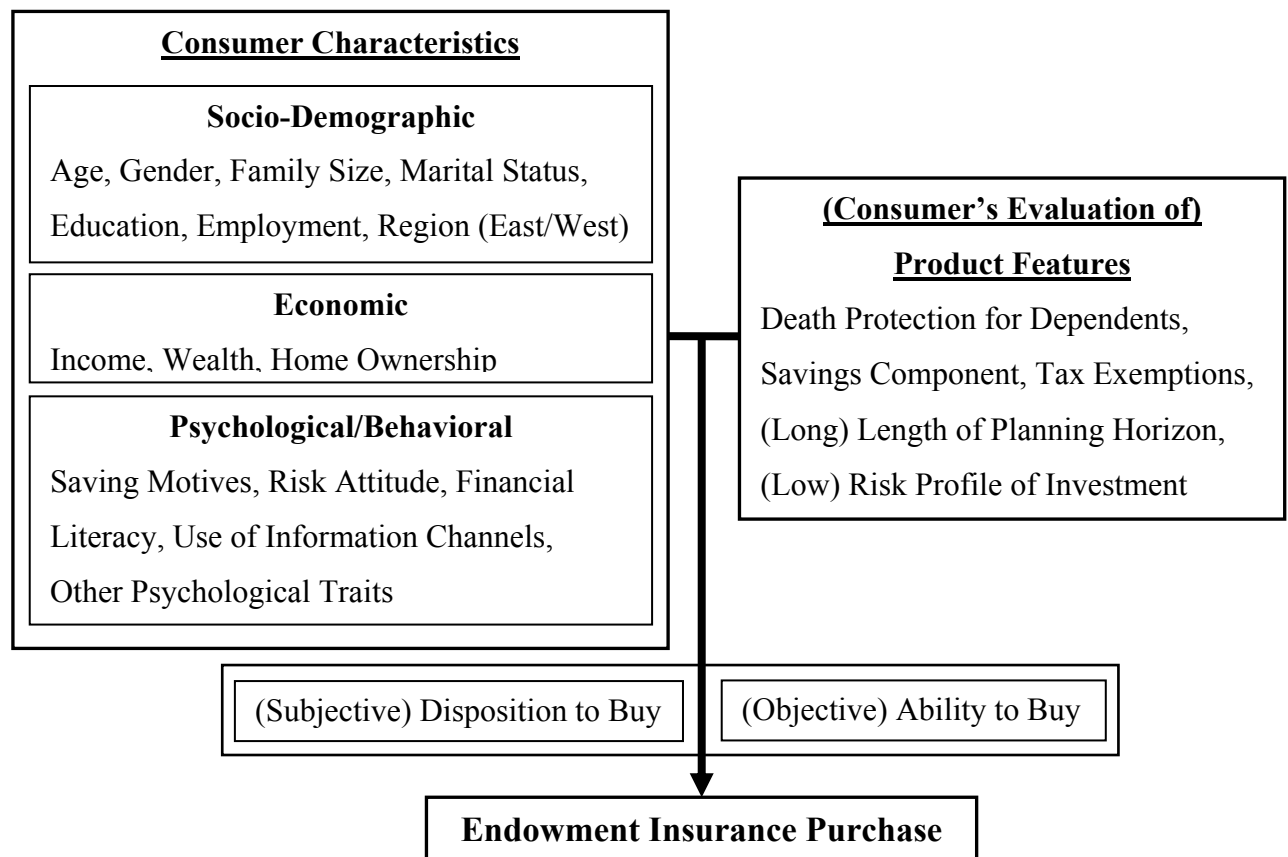 Consumer Characteristics
Socio-Demographic
Age, Gender, Family Size, Marital Status,
Education, Employment, Region (East/West)
Economic
Income, Wealth, Home Ownership
Psychological/Behavioral
Saving Motives, Risk Attitude, Financial
Literacy, Use of Information Channels,
Other Psychological Traits
(Consumer’s Evaluation of)
Product Features
Death Protection for Dependents,
Savings Component, Tax Exemptions,
(Long) Length of Planning Horizon,
(Low) Risk Profile of Investment
(Subjective) Disposition to Buy
(Objective) Ability to Buy
Endowment Insurance Purchase